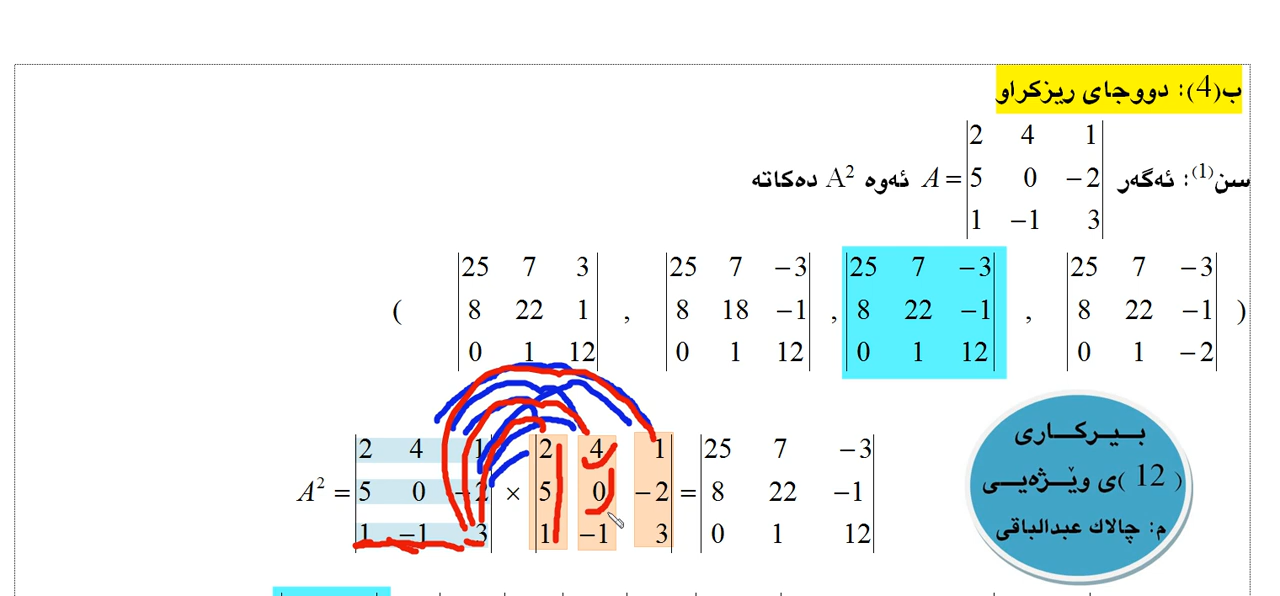 ب(4): دووجای ریزکراو
سن(1): ئەگەر A = |2 4 1| |5 0 −2| |1 −1 3| ئەوە A² دەکاتە
( |25 7 3| , |25 7 −3| , |25 7 −3| , |25 7 −3| )
|8 22 1| |8 18 −1| |8 22 −1| |8 22 −1|
|0 1 12| |0 1 12| |0 1 12| |0 1 −2|
|2 4 1| |2 4 1| |25 7 −3|
A² = |5 0 −2| × |5 0 −2| = |8 22 −1|
|1 −1 3| |1 −1 3| |0 1 12|
بـیـرکــاری
( 12 )ی وێـژەیـی
م: چالاك عبدالباقی